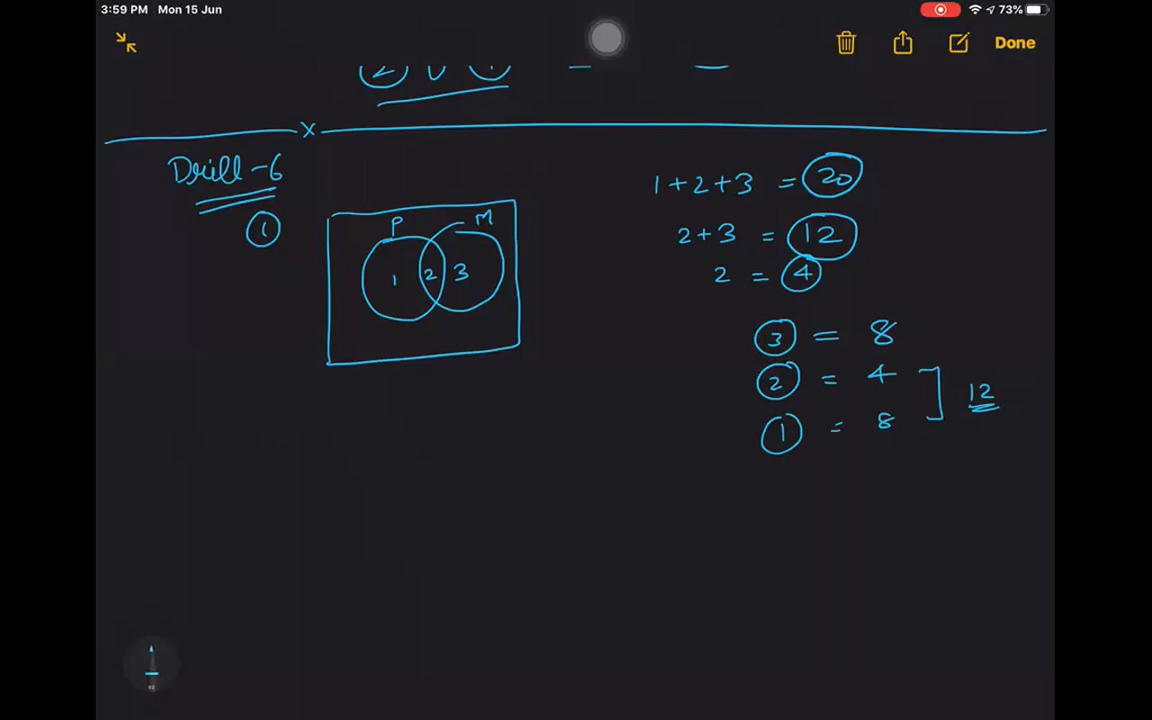 3:59 PM Mon 15 Jun
73%
Done
Drill-6
1
P M
1 2 3
1+2+3 = 20
2+3 = 12
2 = 4
3 = 8
2 = 4
12
1 = 8